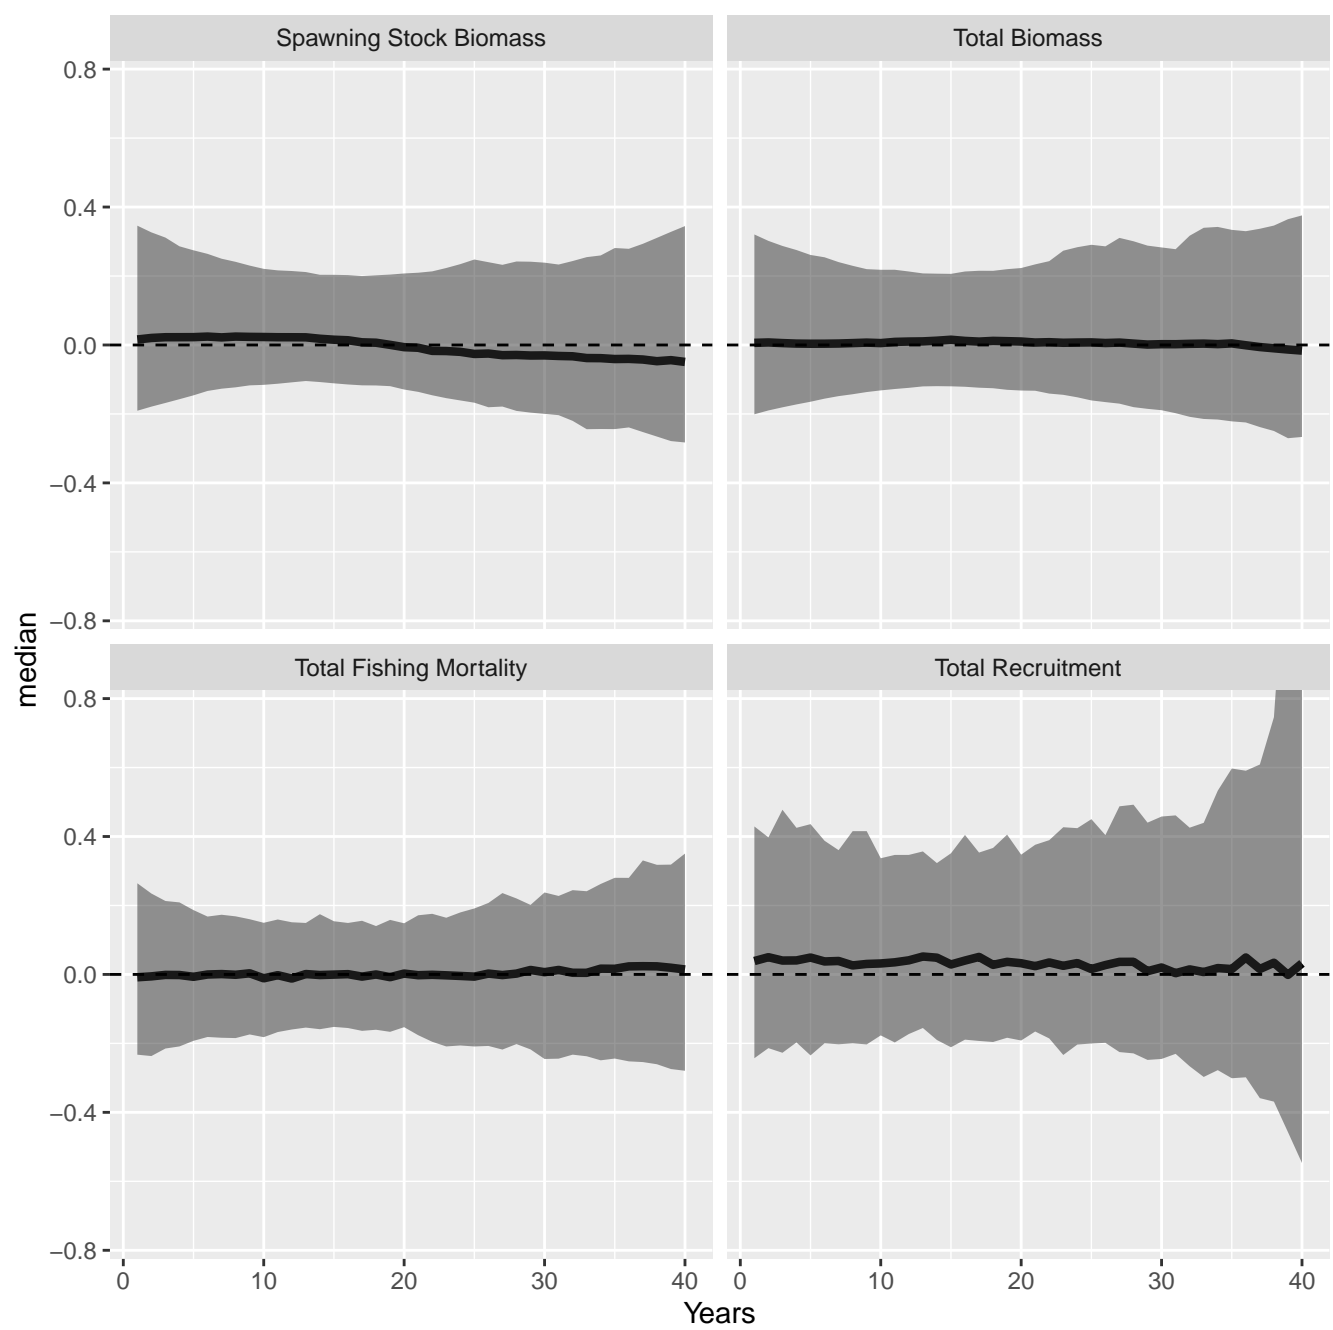 Spawning Stock Biomass
Total Biomass
0.8
0.4
0.0
−0.4
−0.8
median
Total Fishing Mortality
Total Recruitment
0.8
0.4
0.0
−0.4
−0.8
0 10 20 30 40
0 10 20 30 40
Years